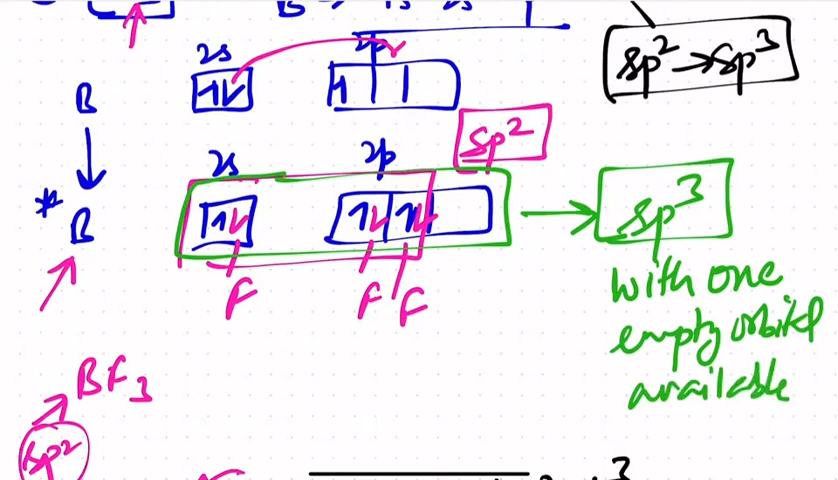 2s 2p
sp² → sp³
B
sp²
2s 2p
* B
sp³
F F F
with one
empty orbital
available
BF₃
sp²